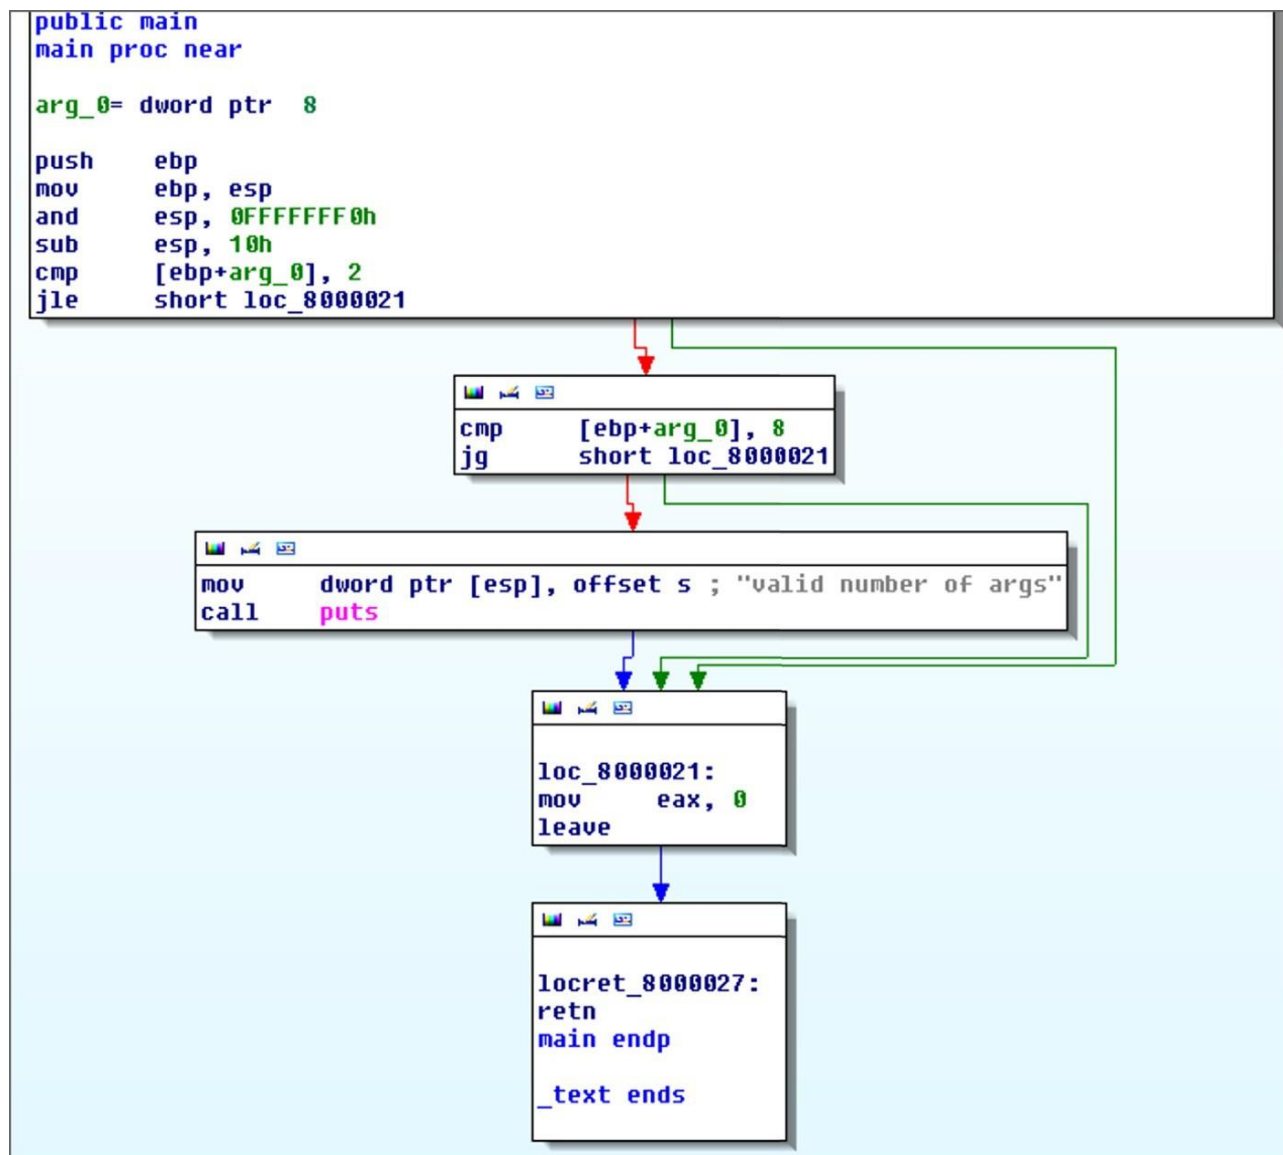 public main
main proc near
arg_0= dword ptr  8
push    ebp
mov     ebp, esp
and     esp, 0FFFFFFF0h
sub     esp, 10h
cmp     [ebp+arg_0], 2
jle     short loc_8000021
cmp     [ebp+arg_0], 8
jg      short loc_8000021
mov     dword ptr [esp], offset s ; "valid number of args"
call    puts
loc_8000021:
mov     eax, 0
leave
locret_8000027:
retn
main endp
_text ends